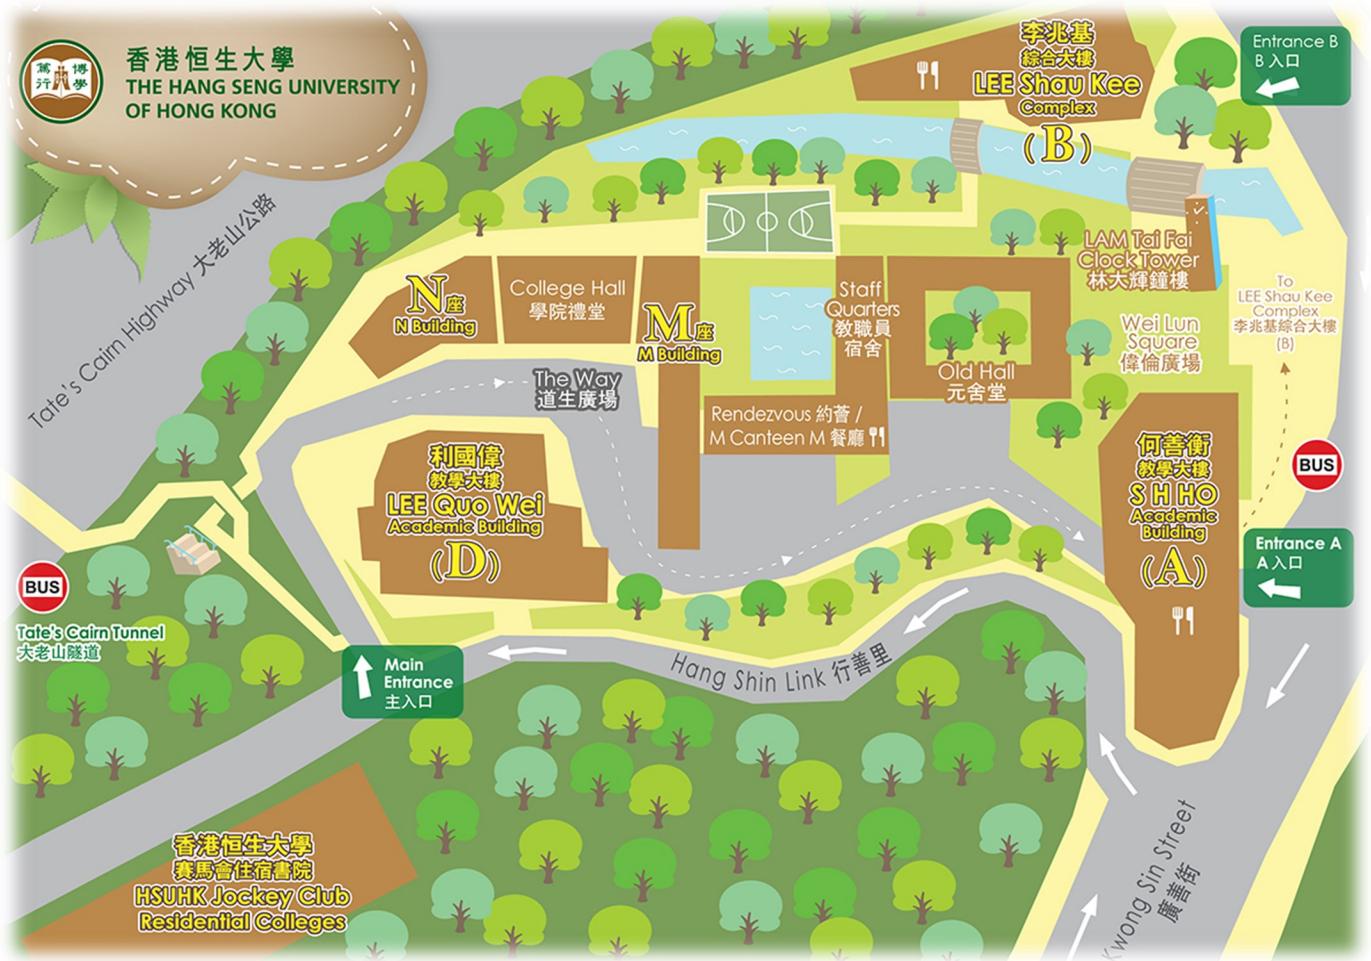 篤 博
行 學
香港恒生大學
THE HANG SENG UNIVERSITY
OF HONG KONG
李兆基
綜合大樓
LEE Shau Kee
Complex
(B)
Entrance B
B 入口
Tate's Cairn Highway 大老山公路
LAM Tai Fai
Clock Tower
林大輝鐘樓
N座
N Building
College Hall
學院禮堂
M座
M Building
Staff
Quarters
教職員
宿舍
Old Hall
元舍堂
Wei Lun
Square
偉倫廣場
To
LEE Shau Kee
Complex
李兆基綜合大樓
(B)
The Way
道生廣場
Rendezvous 約薈 /
M Canteen M 餐廳
利國偉
教學大樓
LEE Quo Wei
Academic Building
(D)
何善衡
教學大樓
S H HO
Academic
Building
(A)
BUS
Entrance A
A 入口
BUS
Tate's Cairn Tunnel
大老山隧道
Main
Entrance
主入口
Hang Shin Link 行善里
香港恒生大學
賽馬會住宿書院
HSUHK Jockey Club
Residential Colleges
Kwong Sin Street
廣善街